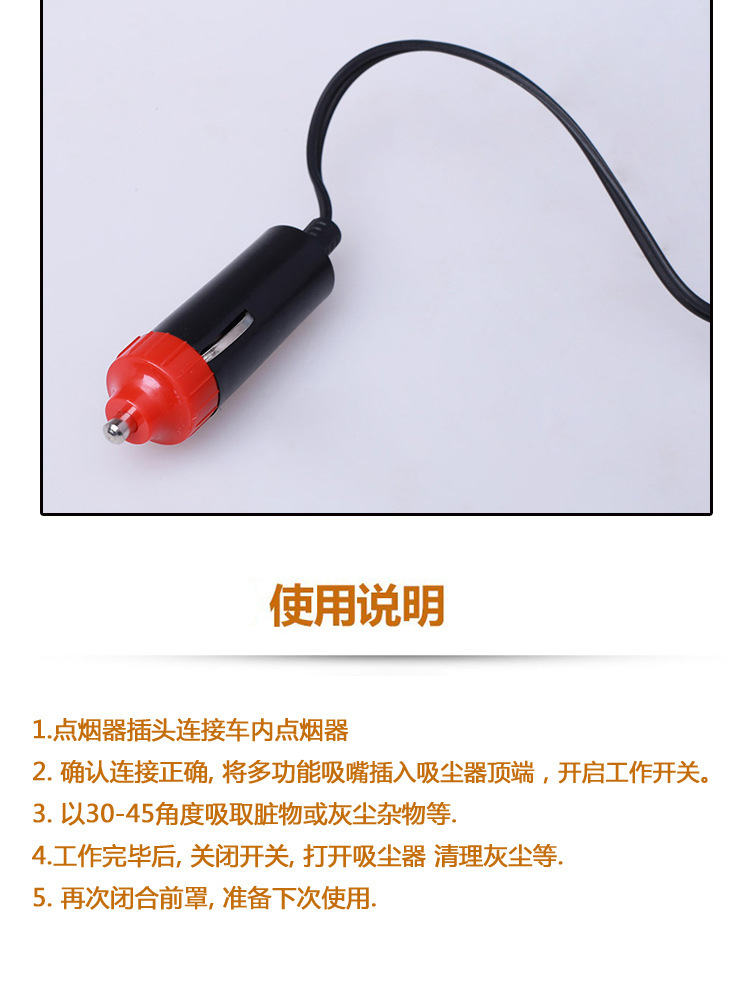 使用说明
1.点烟器插头连接车内点烟器
2. 确认连接正确, 将多功能吸嘴插入吸尘器顶端，开启工作开关。
3. 以30-45角度吸取脏物或灰尘杂物等.
4.工作完毕后, 关闭开关, 打开吸尘器 清理灰尘等.
5. 再次闭合前罩, 准备下次使用.